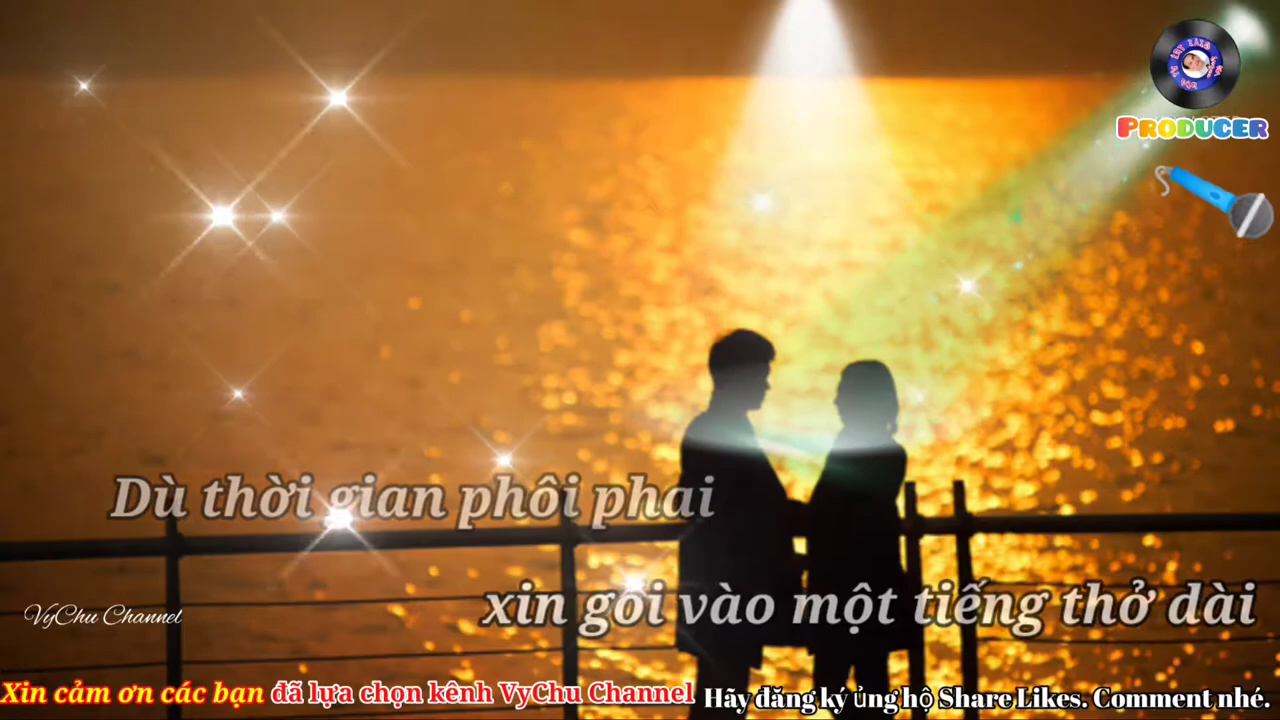 PRODUCER
Dù thời gian phôi phai
xin gói vào một tiếng thở dài
VyChu Channel
Xin cảm ơn các bạn đã lựa chọn kênh VyChu Channel
Hãy đăng ký ủng hộ Share Likes. Comment nhé.